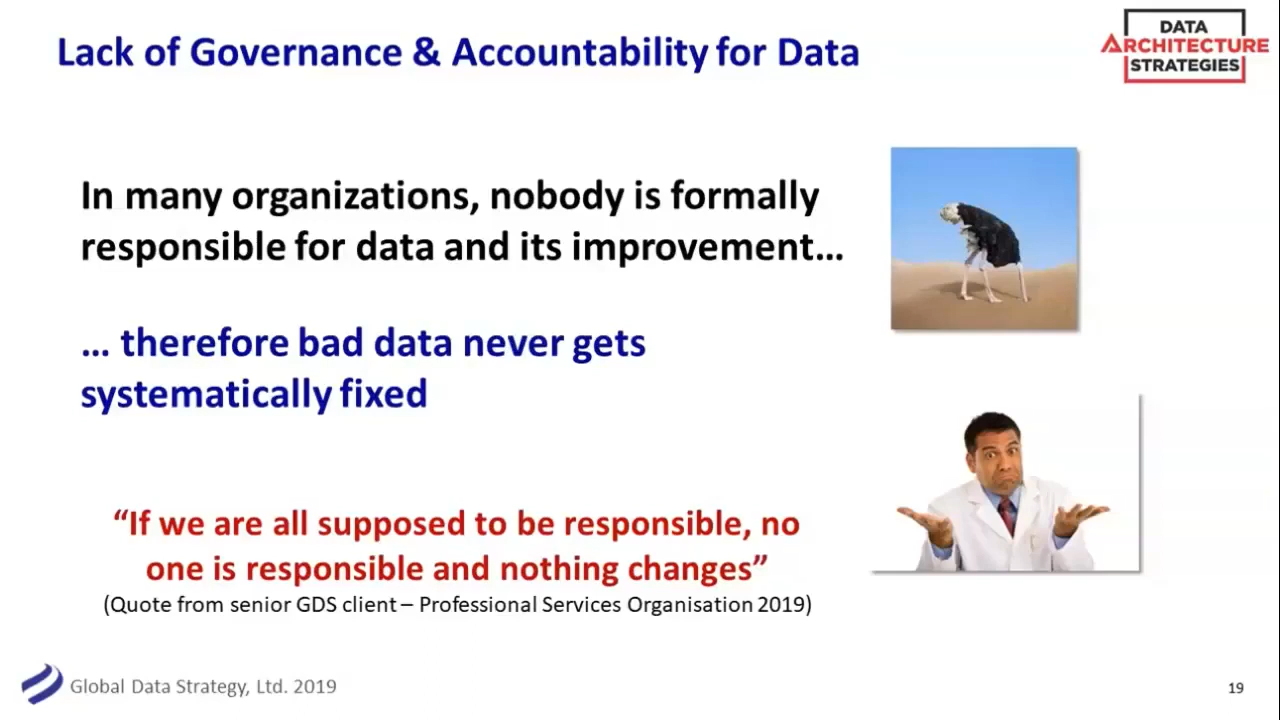 Lack of Governance & Accountability for Data
DATA
ARCHITECTURE
STRATEGIES
In many organizations, nobody is formally
responsible for data and its improvement…
… therefore bad data never gets
systematically fixed
“If we are all supposed to be responsible, no
one is responsible and nothing changes”
(Quote from senior GDS client – Professional Services Organisation 2019)
Global Data Strategy, Ltd. 2019
19